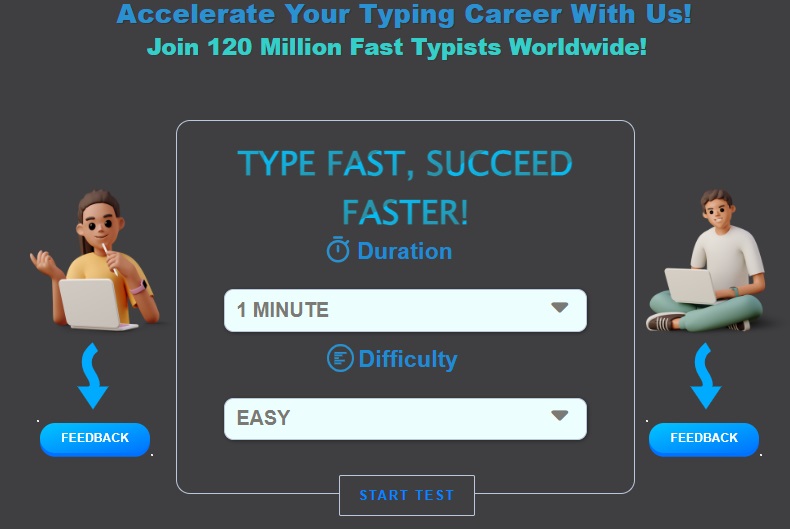 Accelerate Your Typing Career With Us!
Join 120 Million Fast Typists Worldwide!
TYPE FAST, SUCCEED
FASTER!
Duration
1 MINUTE
Difficulty
EASY
FEEDBACK
FEEDBACK
START TEST